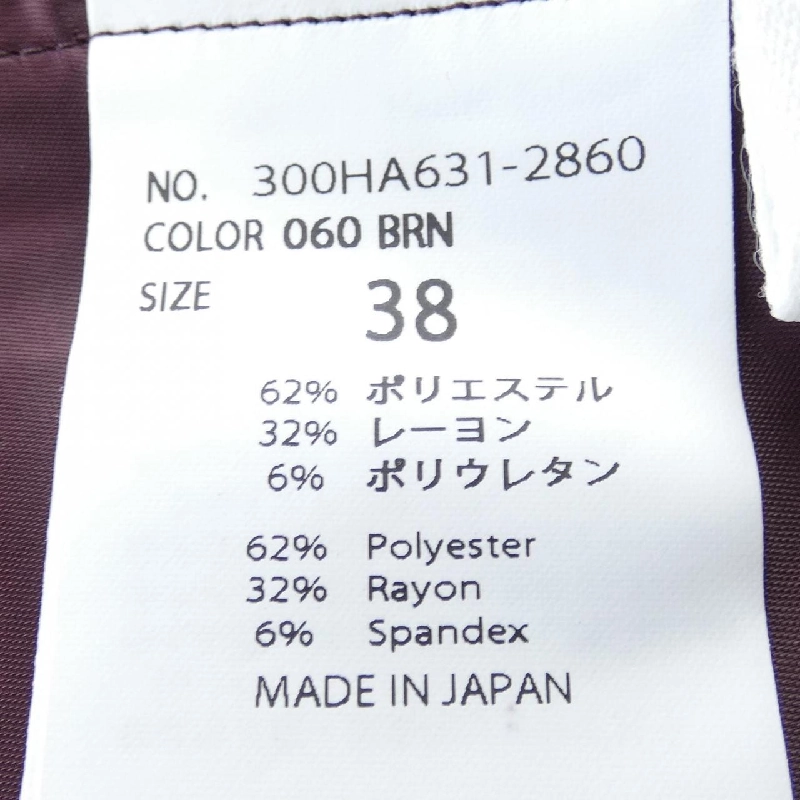 NO. 300HA631-2860
COLOR 060 BRN
SIZE 38
62% ポリエステル
32% レーヨン
6% ポリウレタン
62% Polyester
32% Rayon
6% Spandex
MADE IN JAPAN